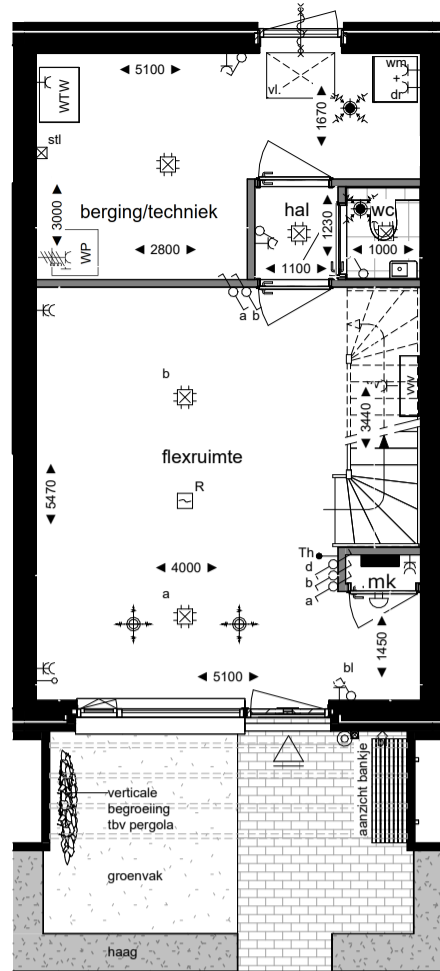 5100
WTW
vl.
wm
+
dr
1670
stl
3000
berging/techniek
hal
wc
1230
WP
2800
1100
1000
a b
b
wv
3440
flexruimte
5470
R
Th
d
b
a
4000
mk
a
1450
5100
bl
verticale
begroeiing
tbv pergola
aanzicht bankje
groenvak
haag